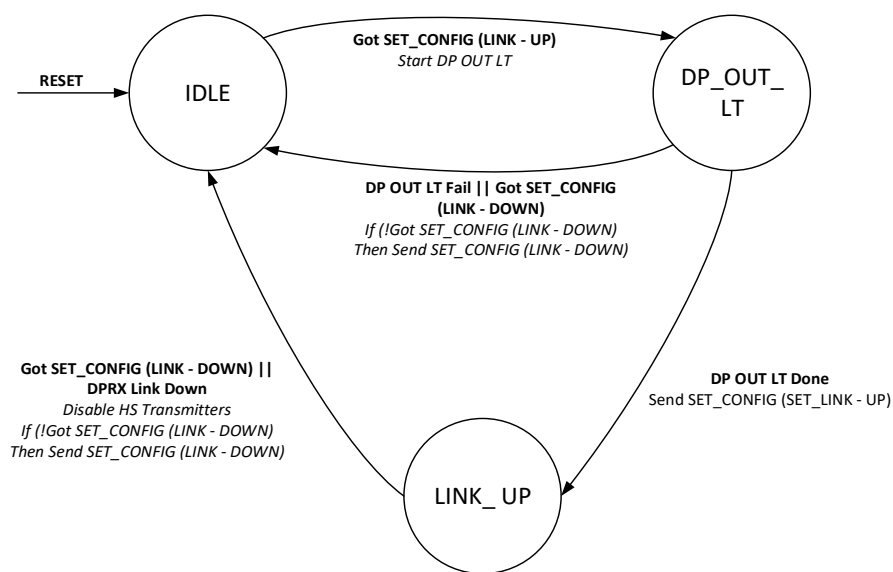 Got SET_CONFIG (LINK - UP)
Start DP OUT LT
RESET
IDLE
DP_OUT_
LT
DP OUT LT Fail || Got SET_CONFIG
(LINK - DOWN)
If (!Got SET_CONFIG (LINK - DOWN)
Then Send SET_CONFIG (LINK - DOWN)
Got SET_CONFIG (LINK - DOWN) ||
DPRX Link Down
Disable HS Transmitters
If (!Got SET_CONFIG (LINK - DOWN)
Then Send SET_CONFIG (LINK - DOWN)
DP OUT LT Done
Send SET_CONFIG (SET_LINK - UP)
LINK_ UP